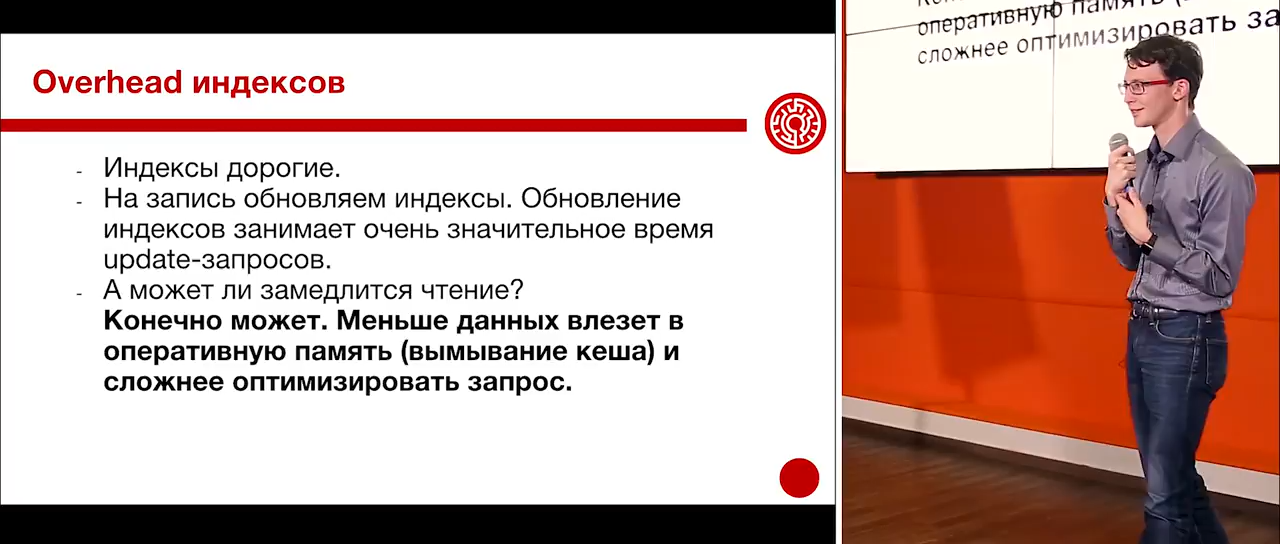 Overhead индексов
- Индексы дорогие.
- На запись обновляем индексы. Обновление
индексов занимает очень значительное время
update-запросов.
- А может ли замедлится чтение?
Конечно может. Меньше данных влезет в
оперативную память (вымывание кеша) и
сложнее оптимизировать запрос.
оперативную память
сложнее оптимизировать